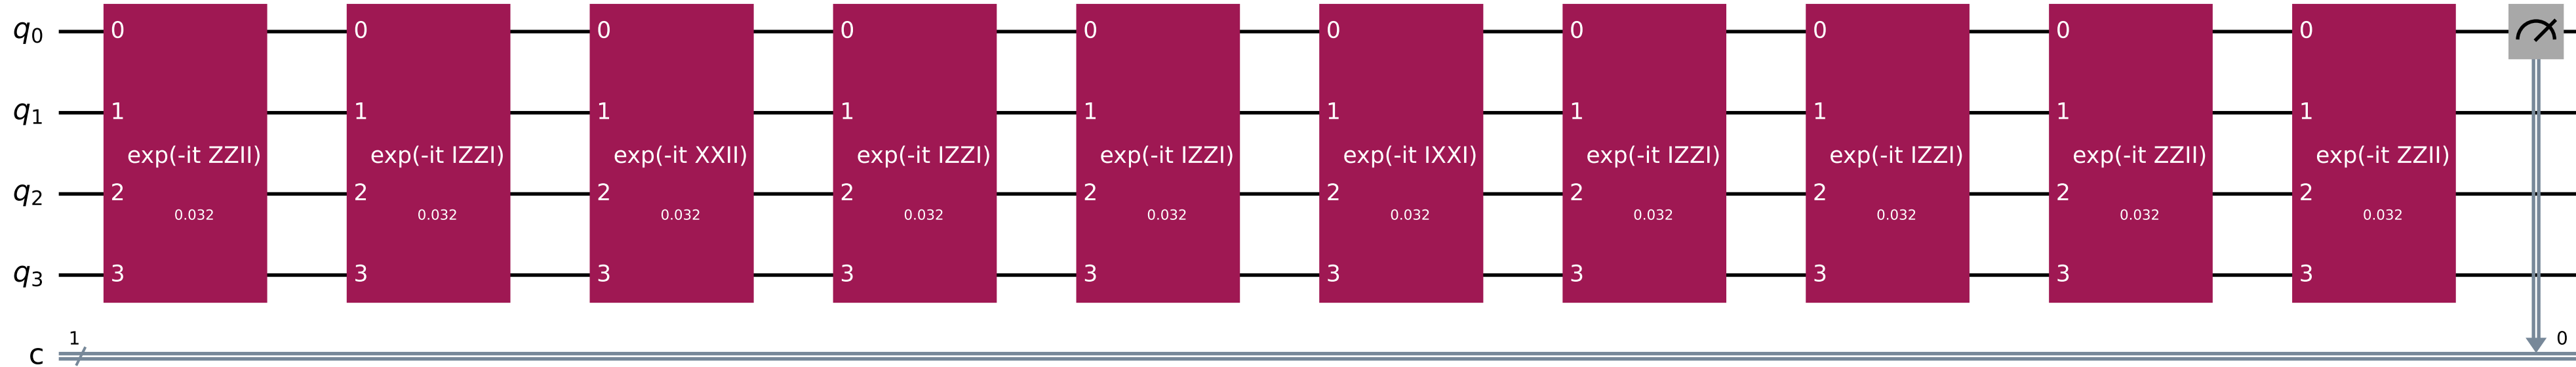 q0 0 0 0 0 0 0 0 0 0 0
q1 1 1 1 1 1 1 1 1 1 1
exp(-it ZZII) exp(-it IZZI) exp(-it XXII) exp(-it IZZI) exp(-it IZZI) exp(-it IXXI) exp(-it IZZI) exp(-it IZZI) exp(-it ZZII) exp(-it ZZII)
q2 2 2 2 2 2 2 2 2 2 2
0.032 0.032 0.032 0.032 0.032 0.032 0.032 0.032 0.032 0.032
q3 3 3 3 3 3 3 3 3 3 3
1 0
c